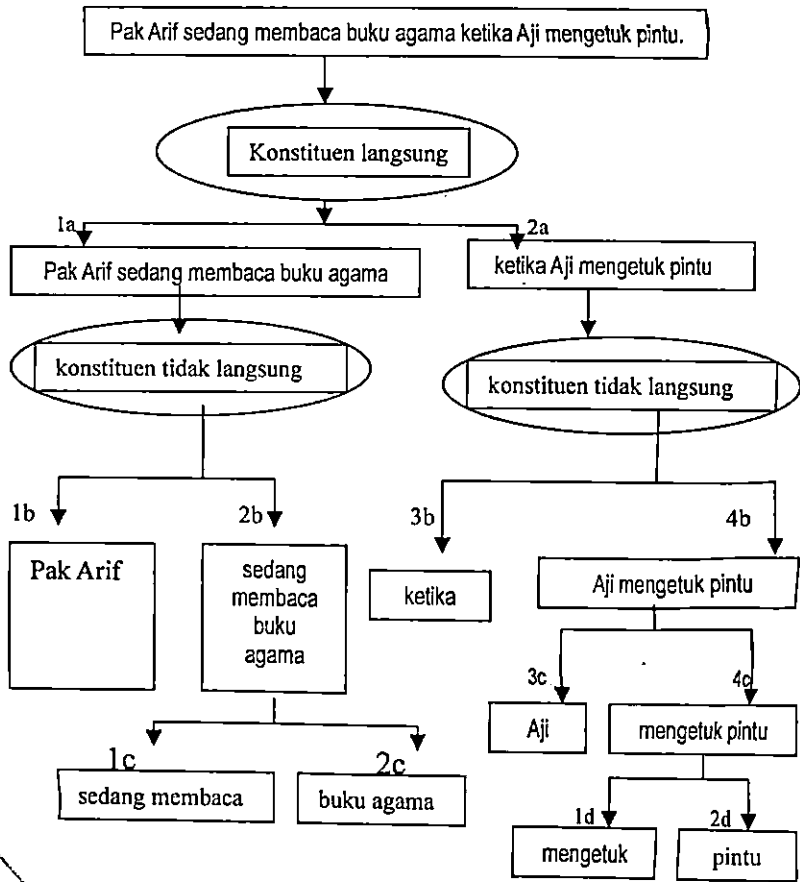 Pak Arif sedang membaca buku agama ketika Aji mengetuk pintu.
Konstituen langsung
1a
2a
Pak Arif sedang membaca buku agama
ketika Aji mengetuk pintu
konstituen tidak langsung
konstituen tidak langsung
1b
2b
3b
4b
Pak Arif
sedang
membaca
buku
agama
ketika
Aji mengetuk pintu
3c
4c
Aji
mengetuk pintu
1c
2c
sedang membaca
buku agama
1d
2d
mengetuk
pintu